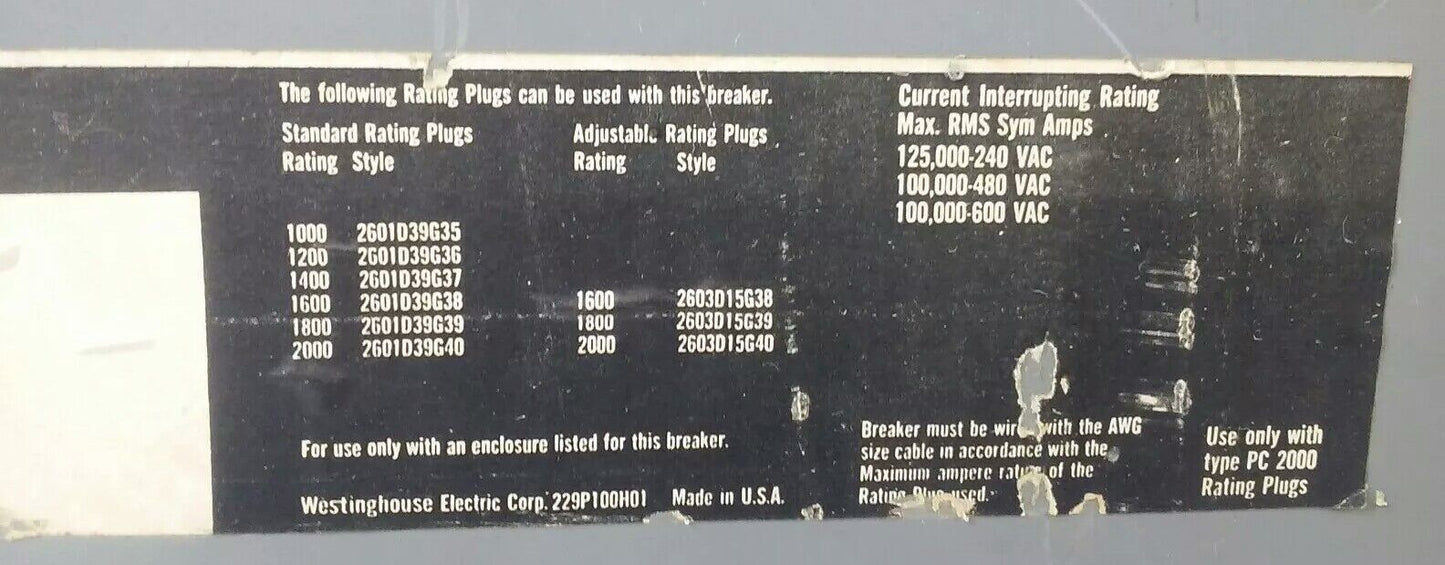 The following Rating Plugs can be used with this breaker.
Standard Rating Plugs
Rating Style
1000 2601D39G35
1200 2601D39G36
1400 2601D39G37
1600 2601D39G38
1800 2601D39G39
2000 2601D39G40
Adjustable Rating Plugs
Rating Style
1600 2603D15G38
1800 2603D15G39
2000 2603D15G40
Current Interrupting Rating
Max. RMS Sym Amps
125,000-240 VAC
100,000-480 VAC
100,000-600 VAC
For use only with an enclosure listed for this breaker.
Westinghouse Electric Corp. 229P100H01 Made in U.S.A.
Breaker must be with the AWG
size cable in accordance with the
Maximum ampere of the
Rating Plug used.
Use only with
type PC 2000
Rating Plugs